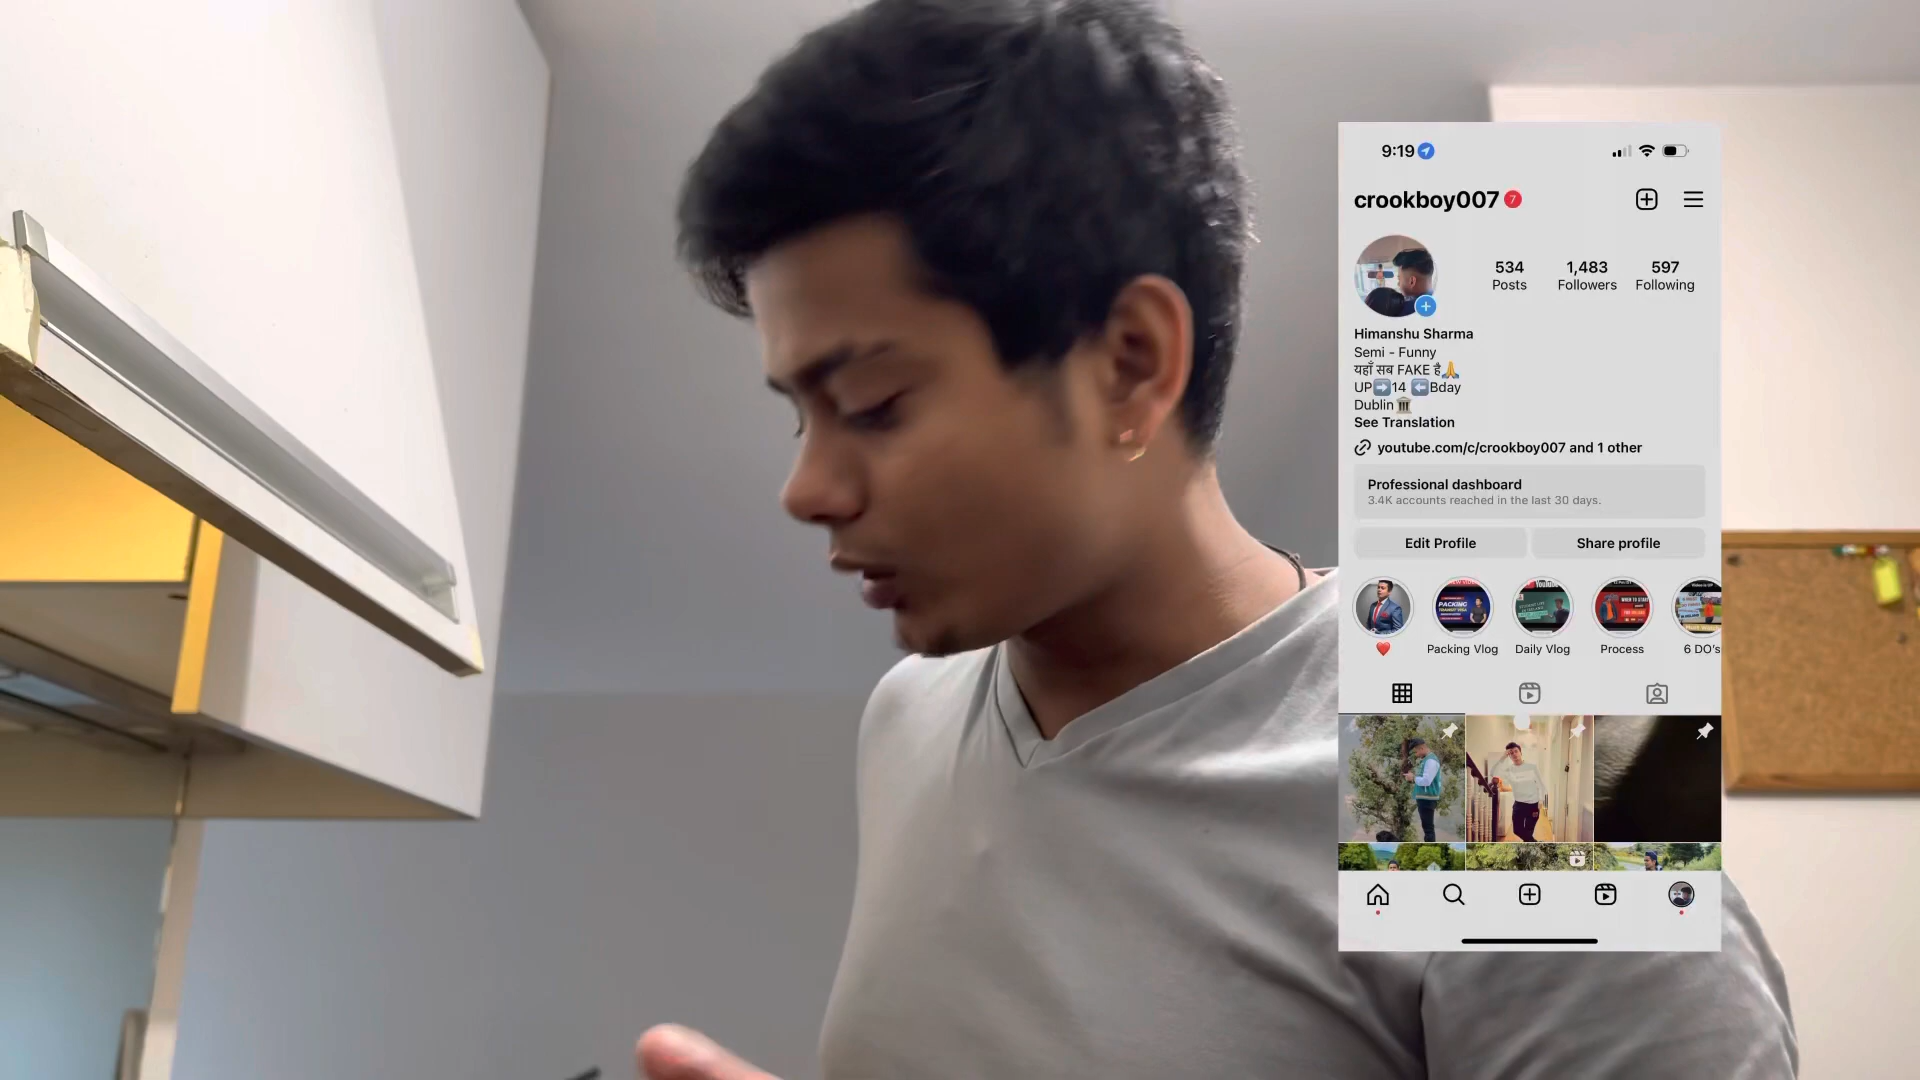 9:19
crookboy007 7
534 1,483 597
Posts Followers Following
Himanshu Sharma
Semi - Funny
यहाँ सब FAKE है🙏
UP➡️14 ⬅️Bday
Dublin🏛️
See Translation
youtube.com/c/crookboy007 and 1 other
Professional dashboard
3.4K accounts reached in the last 30 days.
Edit Profile Share profile
PACKING
❤️ Packing Vlog Daily Vlog Process 6 DO's